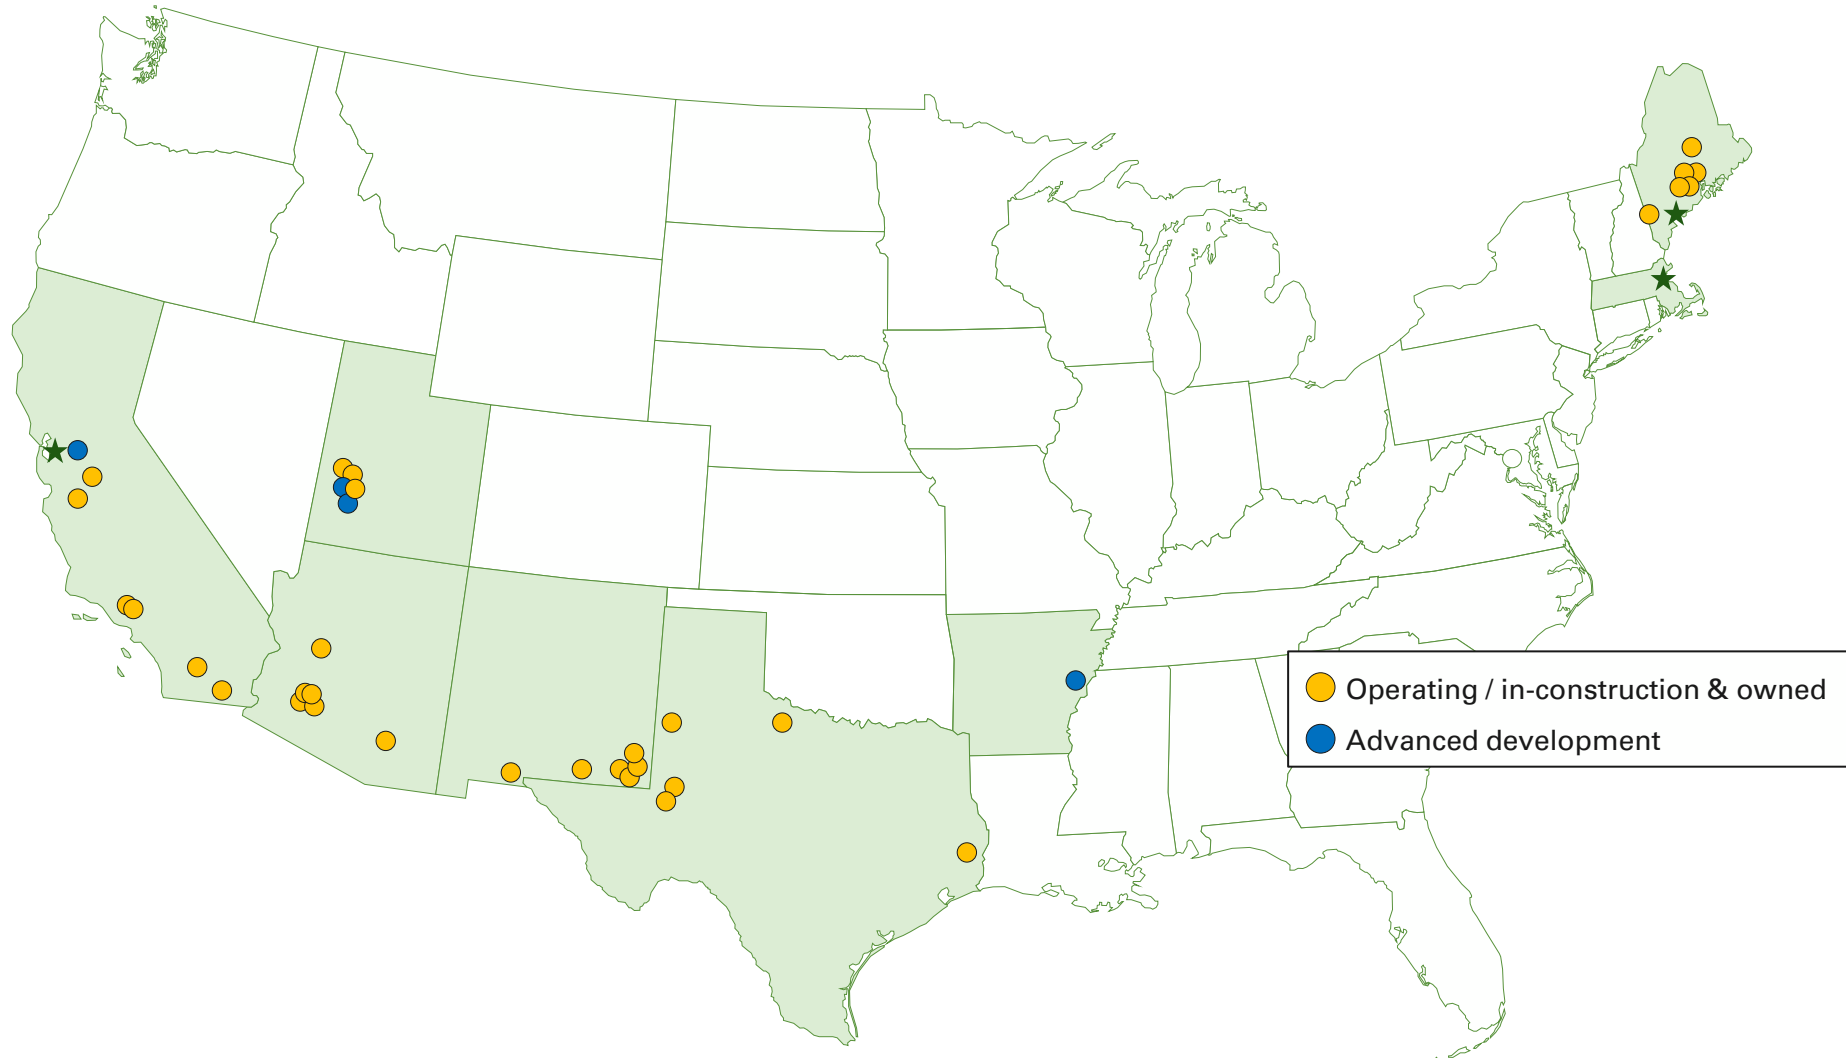 Operating / in-construction & owned
Advanced development